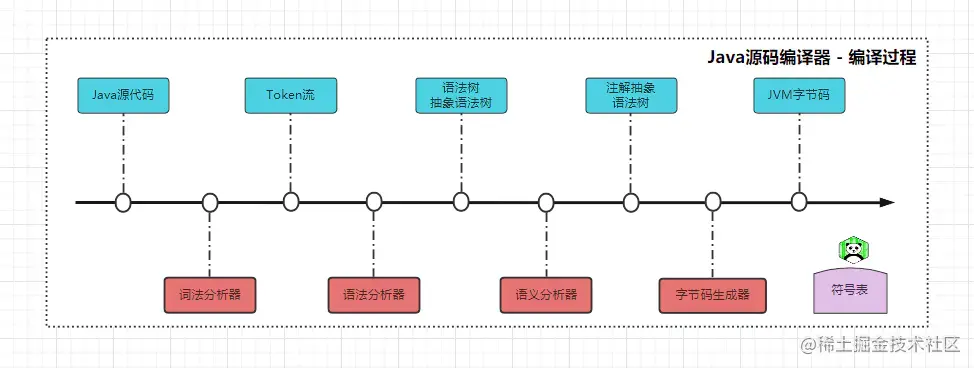 Java源码编译器 - 编译过程
Java源代码
Token流
语法树
抽象语法树
注解抽象
语法树
JVM字节码
词法分析器
语法分析器
语义分析器
字节码生成器
符号表
@稀土掘金技术社区